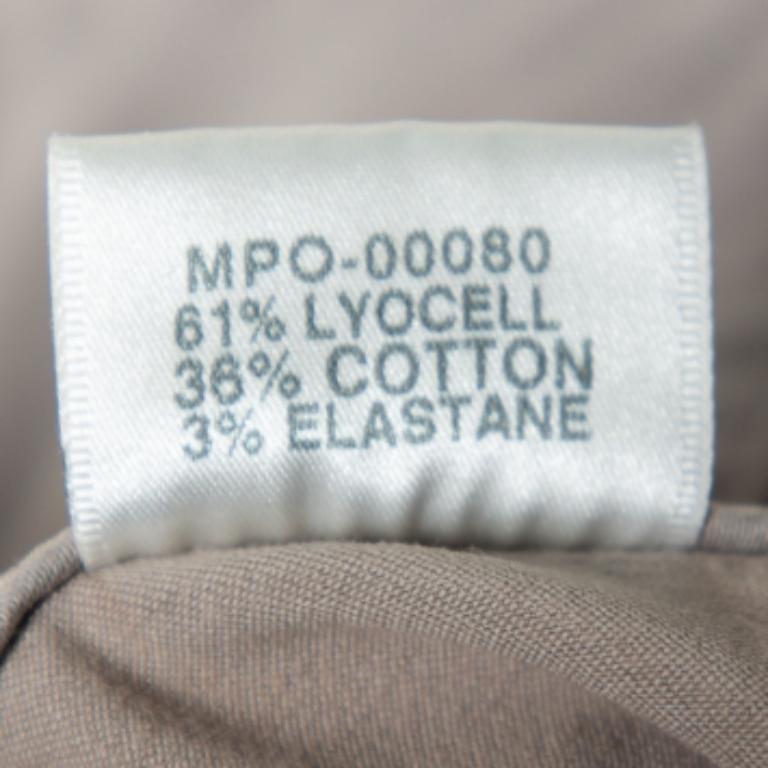 MPO-00080
61% LYOCELL
36% COTTON
3% ELASTANE